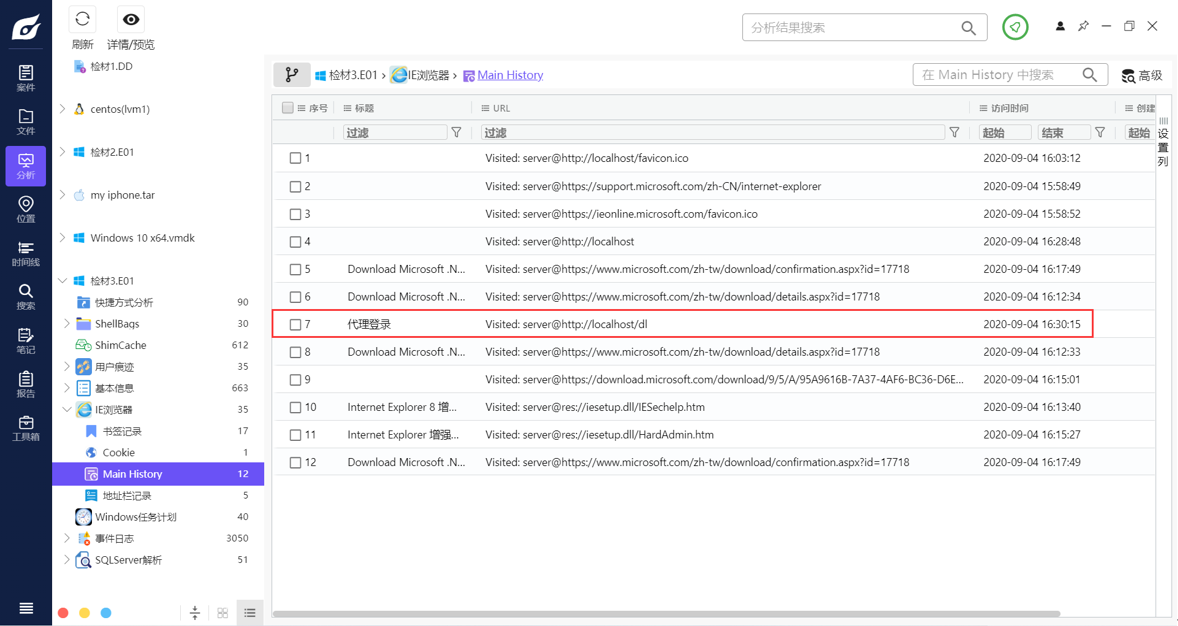 刷新
详情/预览
分析结果搜索
案件
文件
分析
位置
时间线
搜索
笔记
报告
工具箱
检材1.DD
centos(lvm1)
检材2.E01
my iphone.tar
Windows 10 x64.vmdk
检材3.E01
快捷方式分析 90
ShellBags 30
ShimCache 612
用户痕迹 35
基本信息 663
IE浏览器 35
书签记录 17
Cookie 1
Main History 12
地址栏记录 5
Windows任务计划 40
事件日志 3050
SQLServer解析 51
检材3.E01 › IE浏览器 › Main History
在 Main History 中搜索
高级
序号 标题 URL 访问时间 创建
过滤 过滤 起始 结束 起始
设置列
1 Visited: server@http://localhost/favicon.ico 2020-09-04 16:03:12
2 Visited: server@https://support.microsoft.com/zh-CN/internet-explorer 2020-09-04 15:58:49
3 Visited: server@https://ieonline.microsoft.com/favicon.ico 2020-09-04 15:58:52
4 Visited: server@http://localhost 2020-09-04 16:28:48
5 Download Microsoft .N... Visited: server@https://www.microsoft.com/zh-tw/download/confirmation.aspx?id=17718 2020-09-04 16:17:49
6 Download Microsoft .N... Visited: server@https://www.microsoft.com/zh-tw/download/details.aspx?id=17718 2020-09-04 16:12:34
7 代理登录 Visited: server@http://localhost/dl 2020-09-04 16:30:15
8 Download Microsoft .N... Visited: server@https://www.microsoft.com/zh-tw/download/details.aspx?id=17718 2020-09-04 16:12:33
9 Visited: server@https://download.microsoft.com/download/9/5/A/95A9616B-7A37-4AF6-BC36-D6E... 2020-09-04 16:15:01
10 Internet Explorer 8 增... Visited: server@res://iesetup.dll/IESechelp.htm 2020-09-04 16:13:40
11 Internet Explorer 增强... Visited: server@res://iesetup.dll/HardAdmin.htm 2020-09-04 16:15:27
12 Download Microsoft .N... Visited: server@https://www.microsoft.com/zh-tw/download/confirmation.aspx?id=17718 2020-09-04 16:17:49